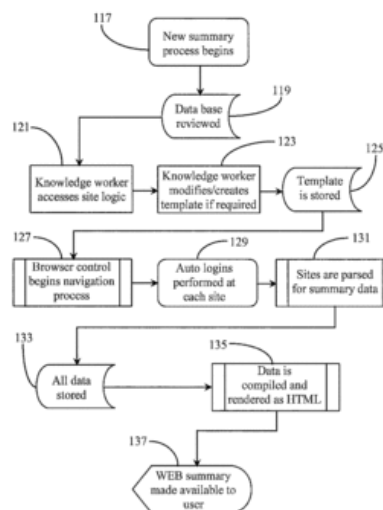 117
New summary
process begins
119
Data base
reviewed
121
Knowledge worker
accesses site logic
123
Knowledge worker
modifies/creates
template if required
125
Template
is stored
127
Browser control
begins navigation
process
129
Auto logins
performed at
each site
131
Sites are parsed
for summary data
133
All data
stored
135
Data is
compiled and
rendered as HTML
137
WEB summary
made available to
user